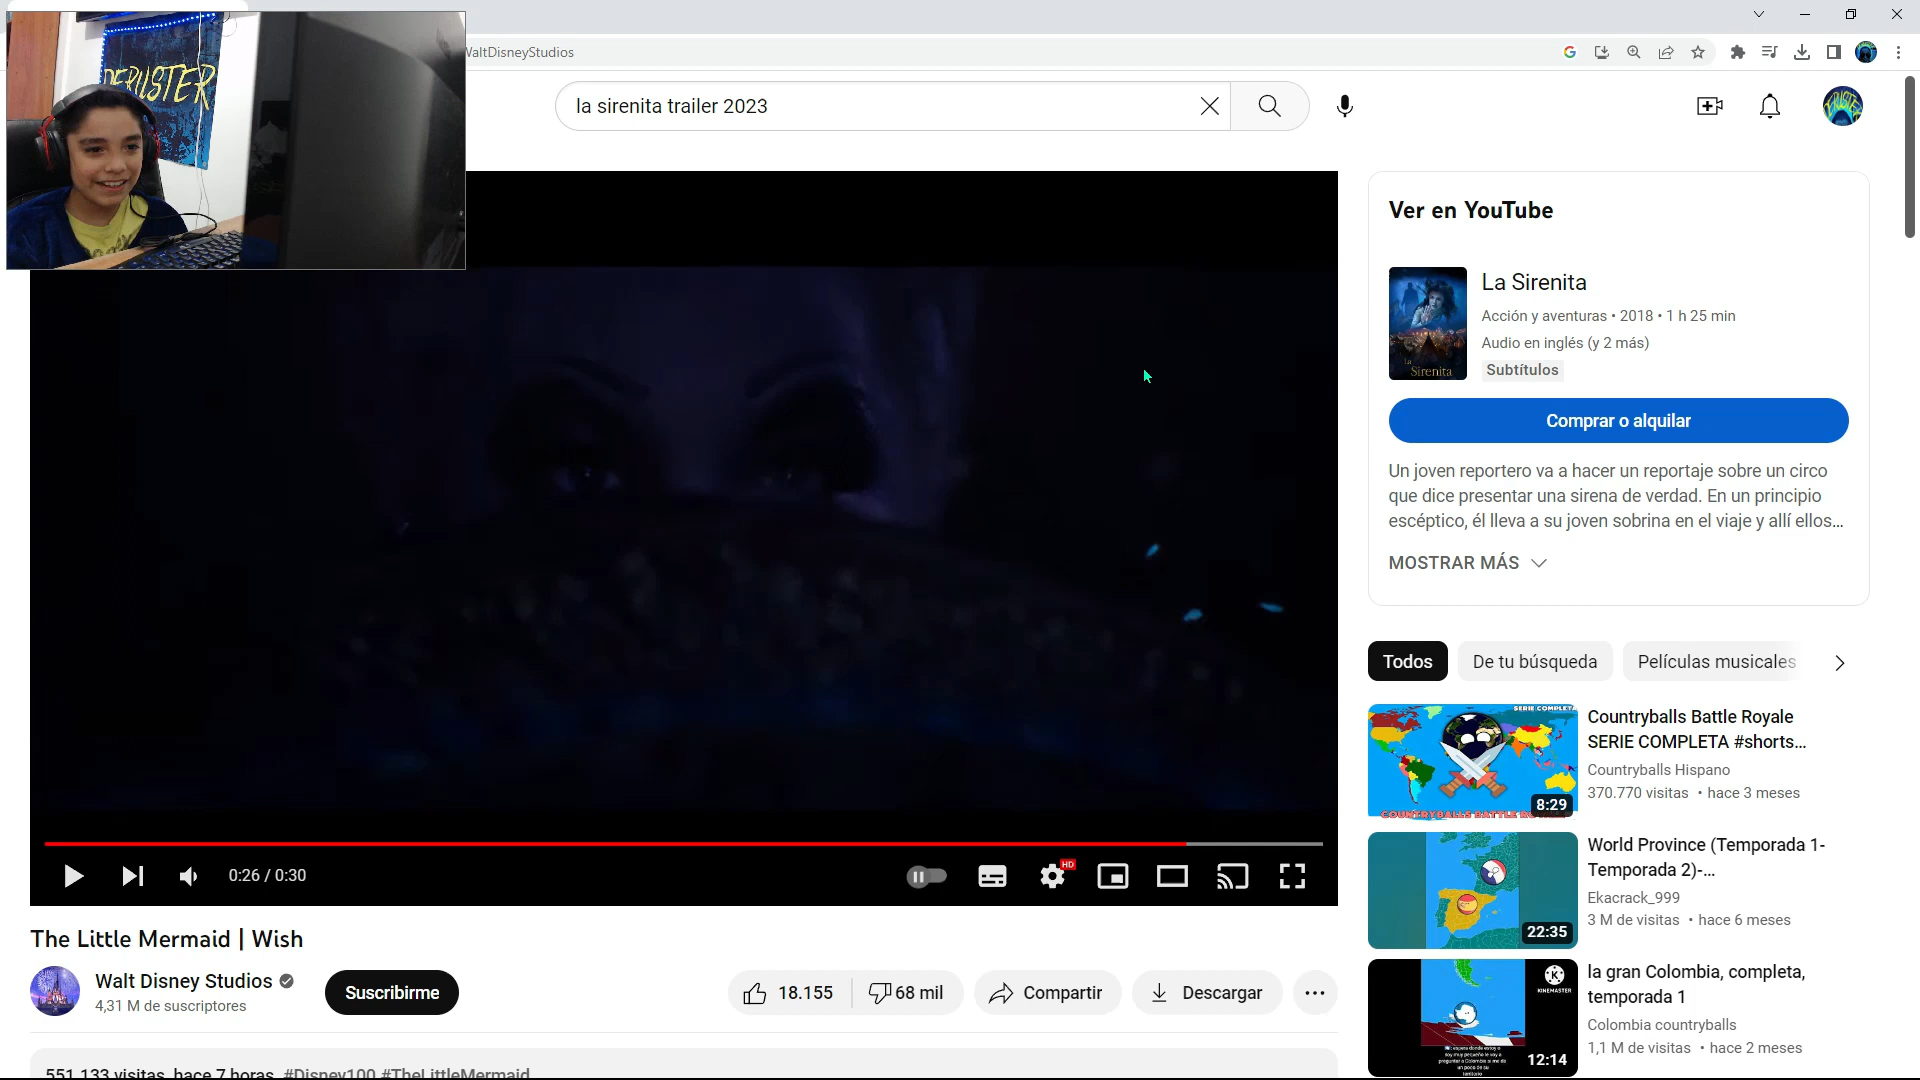 WaltDisneyStudios
la sirenita trailer 2023
Ver en YouTube
La Sirenita
Acción y aventuras • 2018 • 1 h 25 min
Audio en inglés (y 2 más)
Subtítulos
La
Sirenita
Comprar o alquilar
Un joven reportero va a hacer un reportaje sobre un circo
que dice presentar una sirena de verdad. En un principio
escéptico, él lleva a su joven sobrina en el viaje y allí ellos...
MOSTRAR MÁS
Todos
De tu búsqueda
Películas musicales
SERIE COMPLETA
8:29
Countryballs Battle Royale
SERIE COMPLETA #shorts...
Countryballs Hispano
370.770 visitas • hace 3 meses
22:35
World Province (Temporada 1-
Temporada 2)-...
Ekacrack_999
3 M de visitas • hace 6 meses
KINEMASTER
12:14
la gran Colombia, completa,
temporada 1
Colombia countryballs
1,1 M de visitas • hace 2 meses
0:26 / 0:30
HD
The Little Mermaid | Wish
Walt Disney Studios
4,31 M de suscriptores
Suscribirme
18.155
68 mil
Compartir
Descargar
551.133 visitas hace 7 horas #Disney100 #TheLittleMermaid